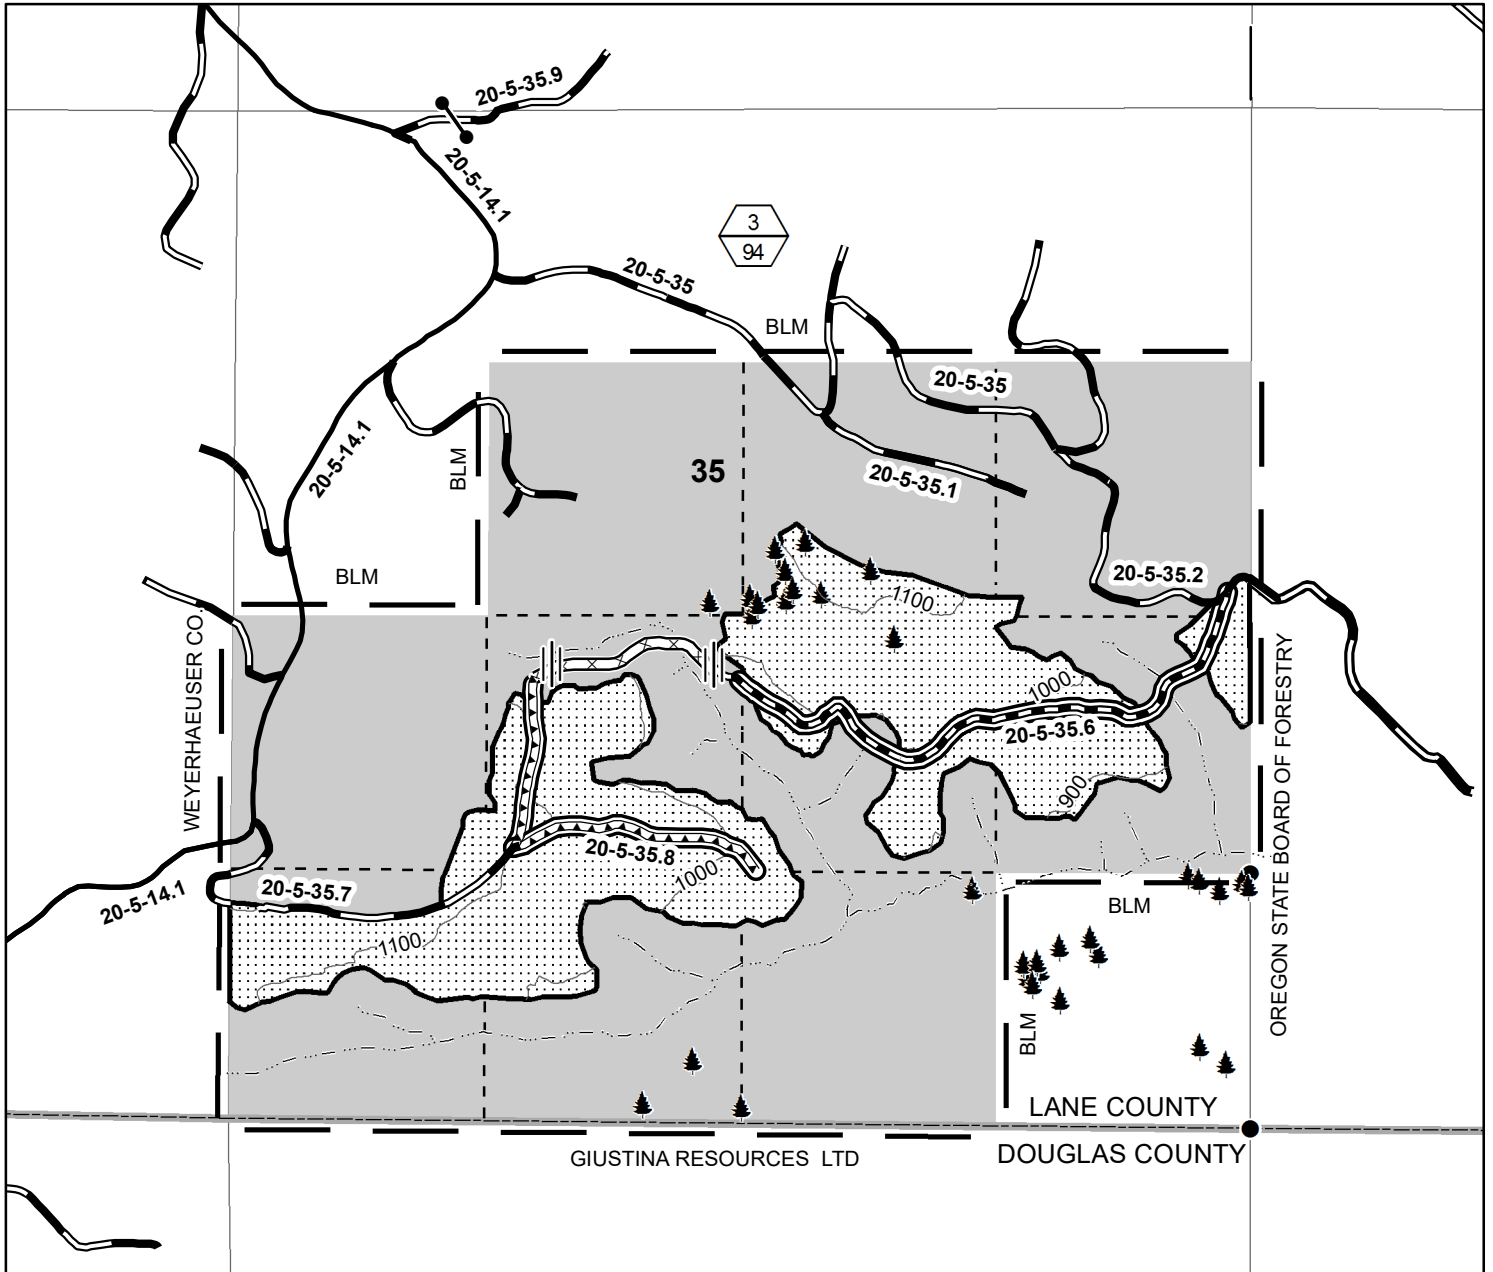 20-5-35.9
20-5-14.1
3
94
20-5-35
BLM
20-5-35
20-5-14.1
BLM
35
20-5-35.1
BLM
20-5-35.2
1100
WEYERHAEUSER CO.
1000
OREGON STATE BOARD OF FORESTRY
20-5-35.6
900
20-5-35.8
1000
20-5-14.1
20-5-35.7
BLM
1100
BLM
LANE COUNTY
GIUSTINA RESOURCES LTD
DOUGLAS COUNTY